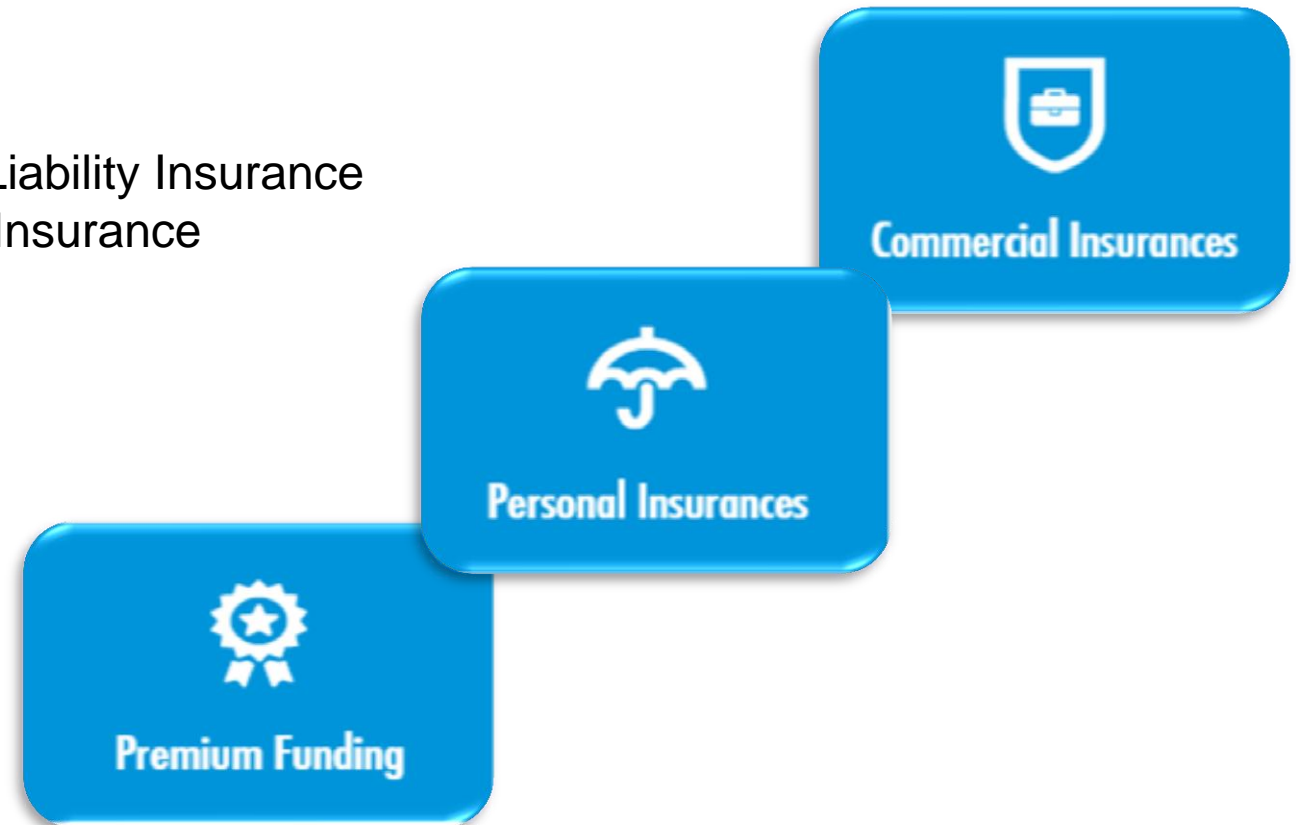 Liability Insurance
Insurance
Commercial Insurances
Personal Insurances
Premium Funding